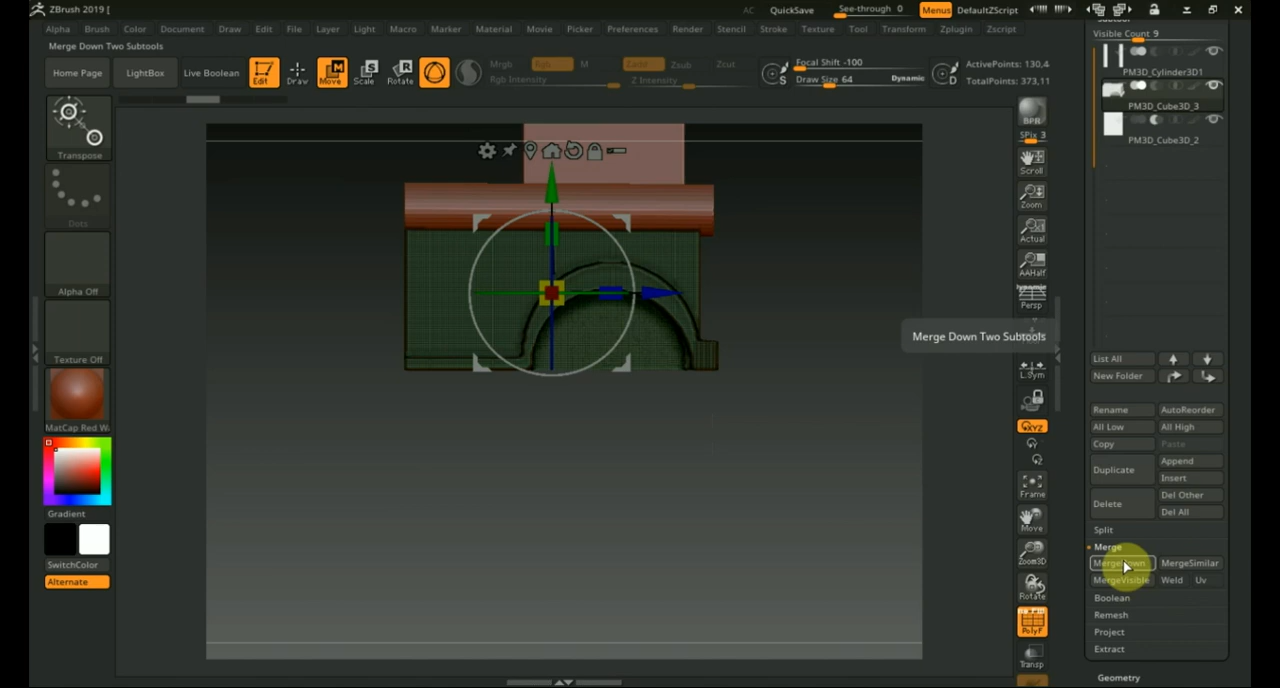 ZBrush 2019 [
AC QuickSave See-through 0 Menus DefaultZScript
Alpha Brush Color Document Draw Edit File Layer Light Macro Marker Material Movie Picker Preferences Render Stencil Stroke Texture Tool Transform Zplugin Zscript
Merge Down Two Subtools
Home Page LightBox Live Boolean Edit Draw Move Scale Rotate
Mrgb Rgb M
Rgb Intensity
Zadd Zsub Zcut
Z Intensity
Focal Shift -100
Draw Size 64 Dynamic
S D
ActivePoints: 130,4
TotalPoints: 373,11
Transpose
Dots
Alpha Off
Texture Off
MatCap Red W
Gradient
SwitchColor
Alternate
BPR
SPix 3
Scroll
Zoom
Actual
AAHalf
Dynamic
Persp
L.Sym
XYZ
Frame
Move
Zoom3D
Rotate
PolyF
Transp
Merge Down Two Subtools
Subtool
Visible Count 9
PM3D_Cylinder3D1
PM3D_Cube3D_3
PM3D_Cube3D_2
List All
New Folder
Rename AutoReorder
All Low All High
Copy Paste
Duplicate Append
Insert
Delete Del Other
Del All
Split
Merge
MergeDown MergeSimilar
MergeVisible Weld Uv
Boolean
Remesh
Project
Extract
Geometry